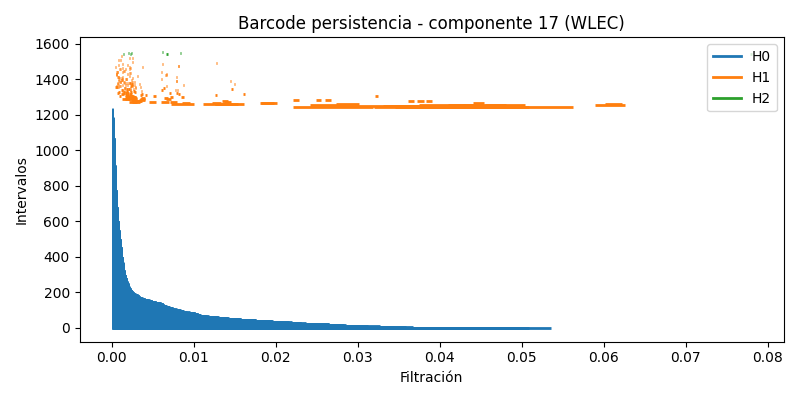 Barcode persistencia - componente 17 (WLEC)
1600
1400
1200
1000
800
600
400
200
0
Intervalos
H0
H1
H2
0.00 0.01 0.02 0.03 0.04 0.05 0.06 0.07 0.08
Filtración